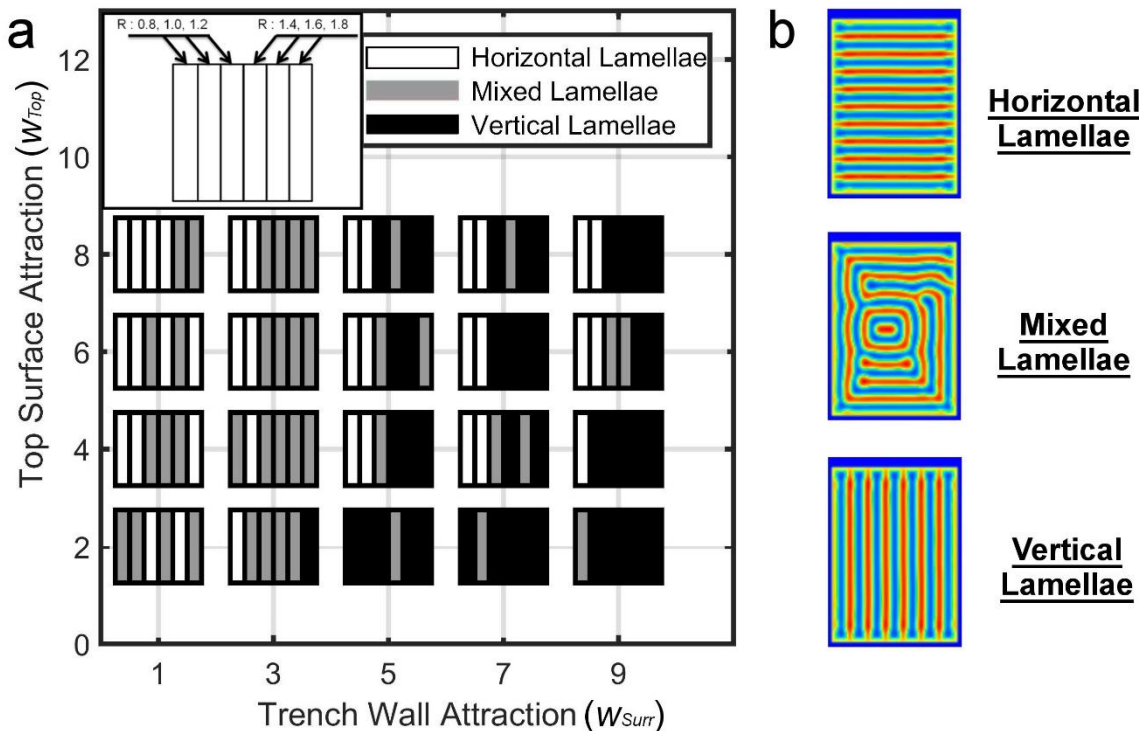 a
R : 0.8, 1.0, 1.2
R : 1.4, 1.6, 1.8
Horizontal Lamellae
Mixed Lamellae
Vertical Lamellae
Top Surface Attraction (wTop)
12
10
8
6
4
2
0
1
3
5
7
9
Trench Wall Attraction (wSurr)
b
Horizontal
Lamellae
Mixed
Lamellae
Vertical
Lamellae